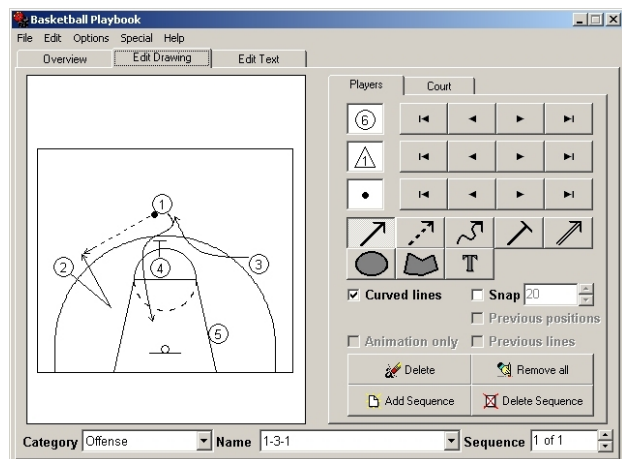 Basketball Playbook
File Edit Options Special Help
Overview Edit Drawing Edit Text
Players Court
6
1
1
2
3
4
5
T
Curved lines Snap 20
Previous positions
Animation only Previous lines
Delete Remove all
Add Sequence Delete Sequence
Category Offense Name 1-3-1 Sequence 1 of 1